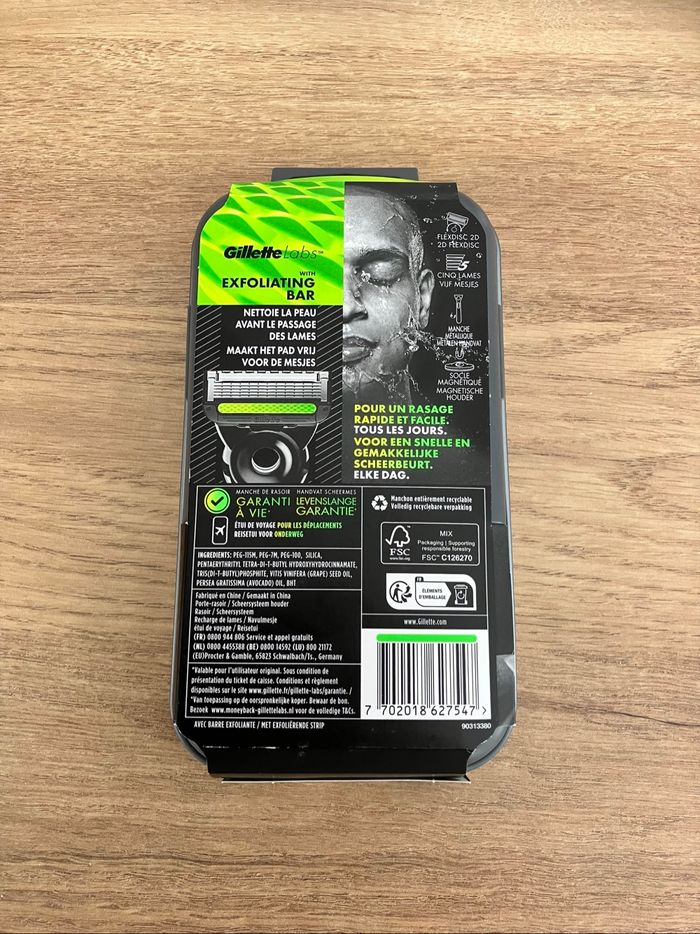 Gillette Labs™
WITH
EXFOLIATING
BAR
NETTOIE LA PEAU
AVANT LE PASSAGE
DES LAMES
MAAKT HET PAD VRIJ
VOOR DE MESJES
FLEXDISC 2D
2D FLEXDISC
5
CINQ LAMES
VIJF MESJES
MANCHE
MÉTALLIQUE
METALEN HANDVAT
SOCLE
MAGNÉTIQUE
MAGNETISCHE
HOUDER
POUR UN RASAGE
RAPIDE ET FACILE.
TOUS LES JOURS.
VOOR EEN SNELLE EN
GEMAKKELIJKE
SCHEERBEURT.
ELKE DAG.
MANCHE DE RASOIR HANDVAT SCHEERMES
GARANTI LEVENSLANGE
À VIE* GARANTIE*
ÉTUI DE VOYAGE POUR LES DÉPLACEMENTS
REISETUI VOOR ONDERWEG
INGREDIENTS: PEG-115M, PEG-7M, PEG-100, SILICA,
PENTAERYTHRITYL TETRA-DI-T-BUTYL HYDROXYHYDROCINNAMATE,
TRIS(DI-T-BUTYL)PHOSPHITE, VITIS VINIFERA (GRAPE) SEED OIL,
PERSEA GRATISSIMA (AVOCADO) OIL, BHT
Fabriqué en Chine / Gemaakt in China
Porte-rasoir / Scheersysteem houder
Rasoir / Scheersysteem
Recharge de lames / Navulmesje
étui de voyage / Reisetui
(FR) 0800 944 806 Service et appel gratuits
(NL) 0800 4455388 (BE) 0800 14592 (LU) 800 21172
(EU)Procter & Gamble, 65823 Schwalbach/Ts., Germany
*Valable pour l'utilisateur original. Sous condition de
présentation du ticket de caisse. Conditions et règlement
disponibles sur le site www.gillette.fr/gillette-labs/garantie. /
*Van toepassing op de oorspronkelijke koper. Bewaar de bon.
Bezoek www.moneyback-gillettelabs.nl voor de volledige T&Cs.
AVEC BARRE EXFOLIANTE / MET EXFOLIËRENDE STRIP
Manchon entièrement recyclable
Volledig recyclebare verpakking
FSC
www.fsc.org
MIX
Packaging | Supporting
responsible forestry
FSC™ C126270
FR
ÉLÉMENTS
D'EMBALLAGE
www.Gillette.com
7 702018 627547 >
90313380